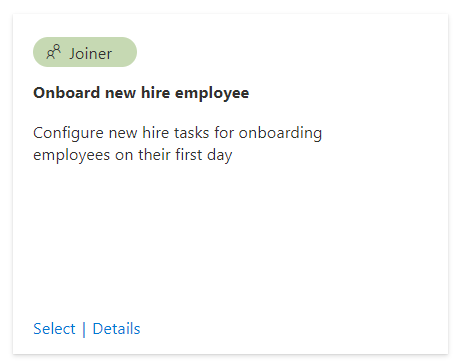 Joiner
Onboard new hire employee
Configure new hire tasks for onboarding
employees on their first day
Select | Details